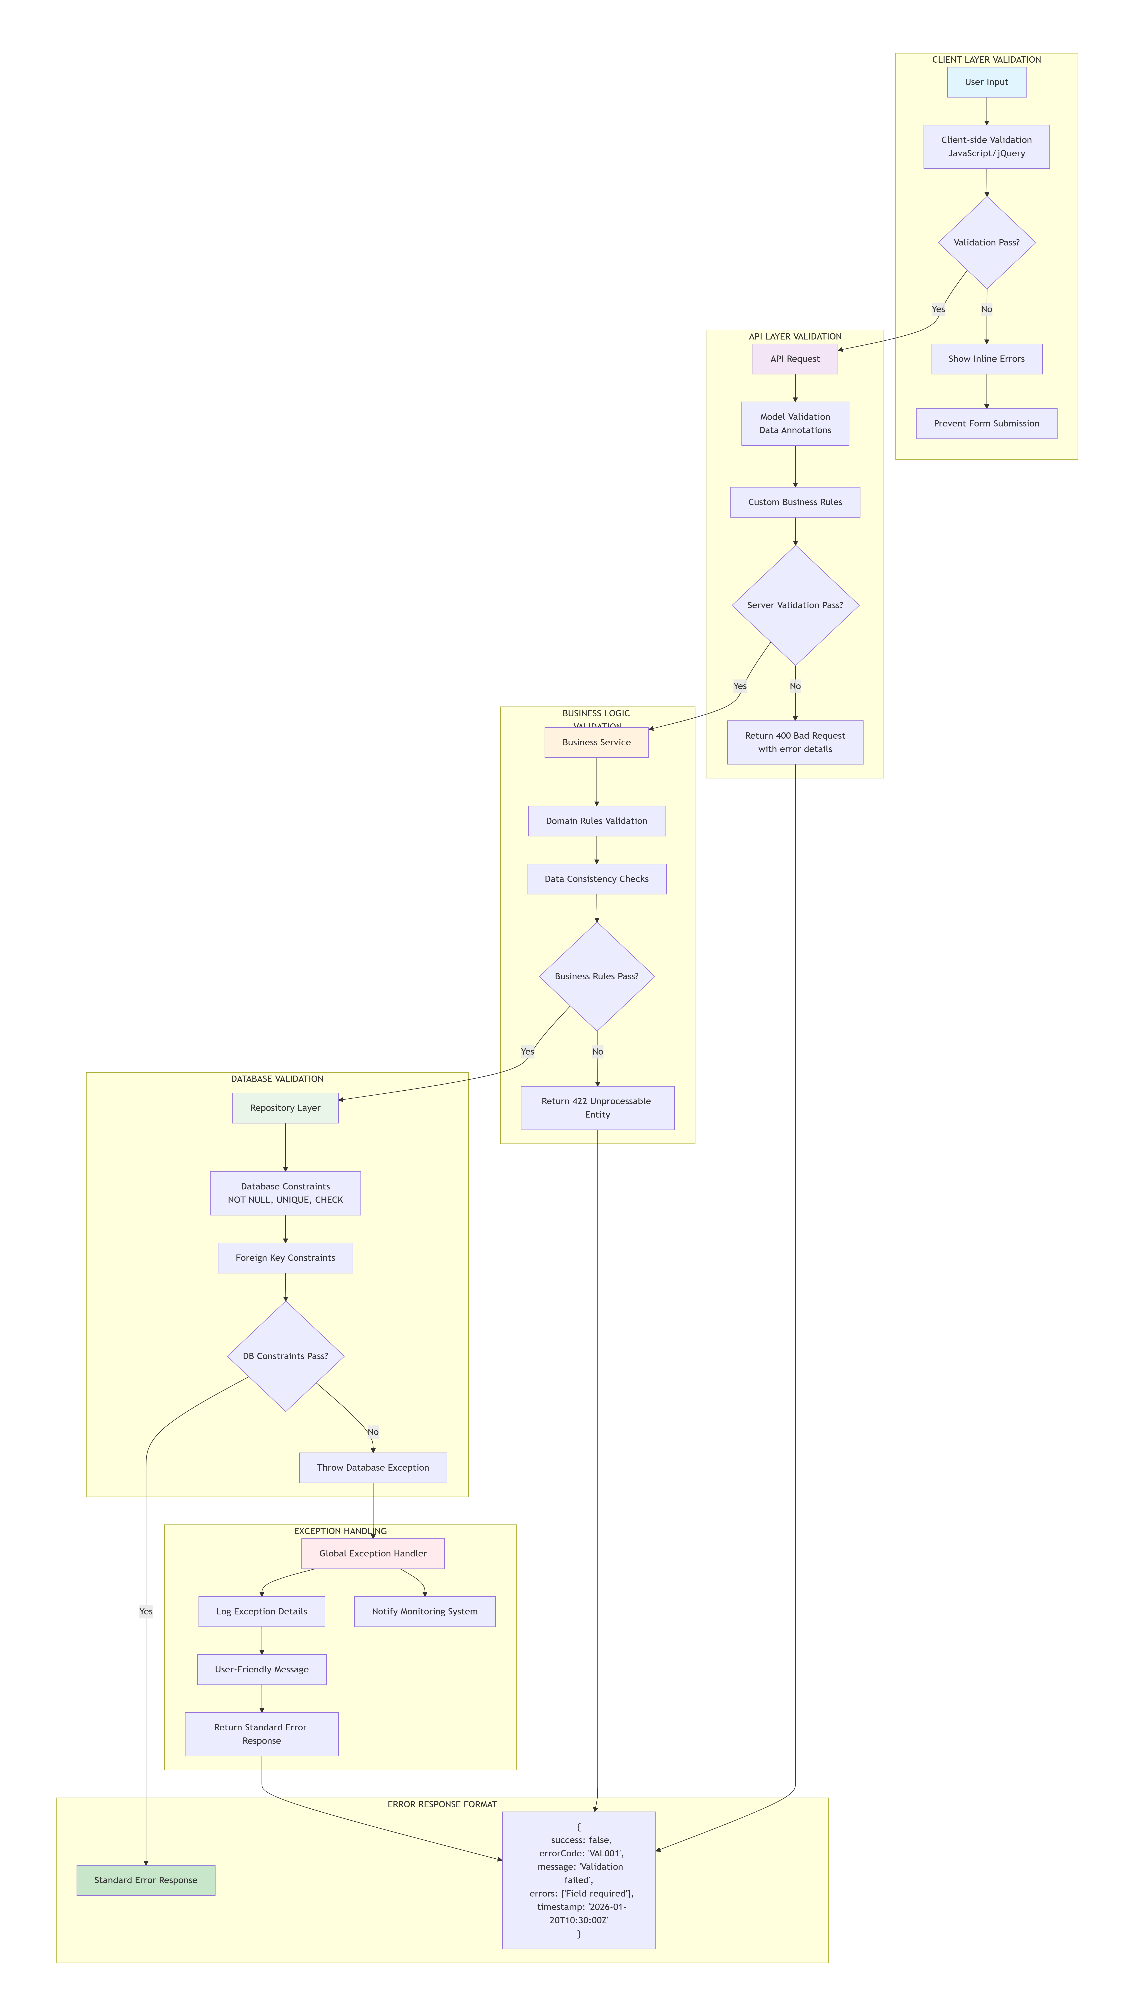 CLIENT LAYER VALIDATION
User Input
Client-side Validation
JavaScript/jQuery
Validation Pass?
Yes
No
Show Inline Errors
Prevent Form Submission
API LAYER VALIDATION
API Request
Model Validation
Data Annotations
Custom Business Rules
Server Validation Pass?
Yes
No
Return 400 Bad Request
with error details
BUSINESS LOGIC
VALIDATION
Business Service
Domain Rules Validation
Data Consistency Checks
Business Rules Pass?
Yes
No
Return 422 Unprocessable
Entity
DATABASE VALIDATION
Repository Layer
Database Constraints
NOT NULL, UNIQUE, CHECK
Foreign Key Constraints
DB Constraints Pass?
No
Throw Database Exception
EXCEPTION HANDLING
Global Exception Handler
Yes
Log Exception Details
Notify Monitoring System
User-Friendly Message
Return Standard Error
Response
ERROR RESPONSE FORMAT
Standard Error Response
{
success: false,
errorCode: 'VAL001',
message: 'Validation
failed',
errors: ['Field required'],
timestamp: '2026-01-
20T10:30:00Z'
}